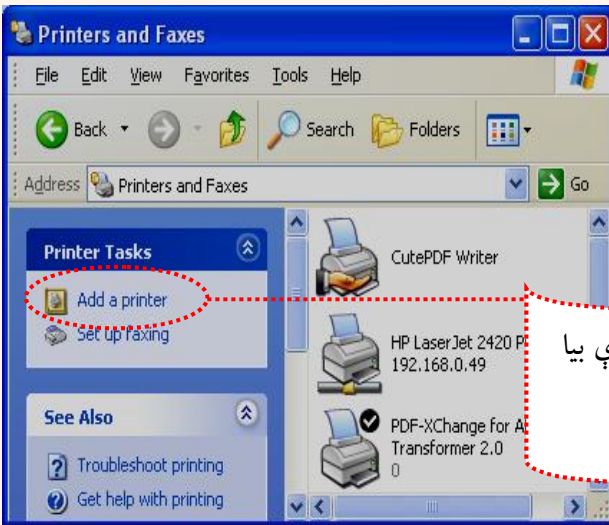 Printers and Faxes
File Edit View Favorites Tools Help
Back Search Folders
Address Printers and Faxes Go
Printer Tasks
Add a printer
Set up faxing
See Also
Troubleshoot printing
Get help with printing
CutePDF Writer
HP LaserJet 2420 P
192.168.0.49
PDF-XChange for A
Transformer 2.0
0
ې بيا